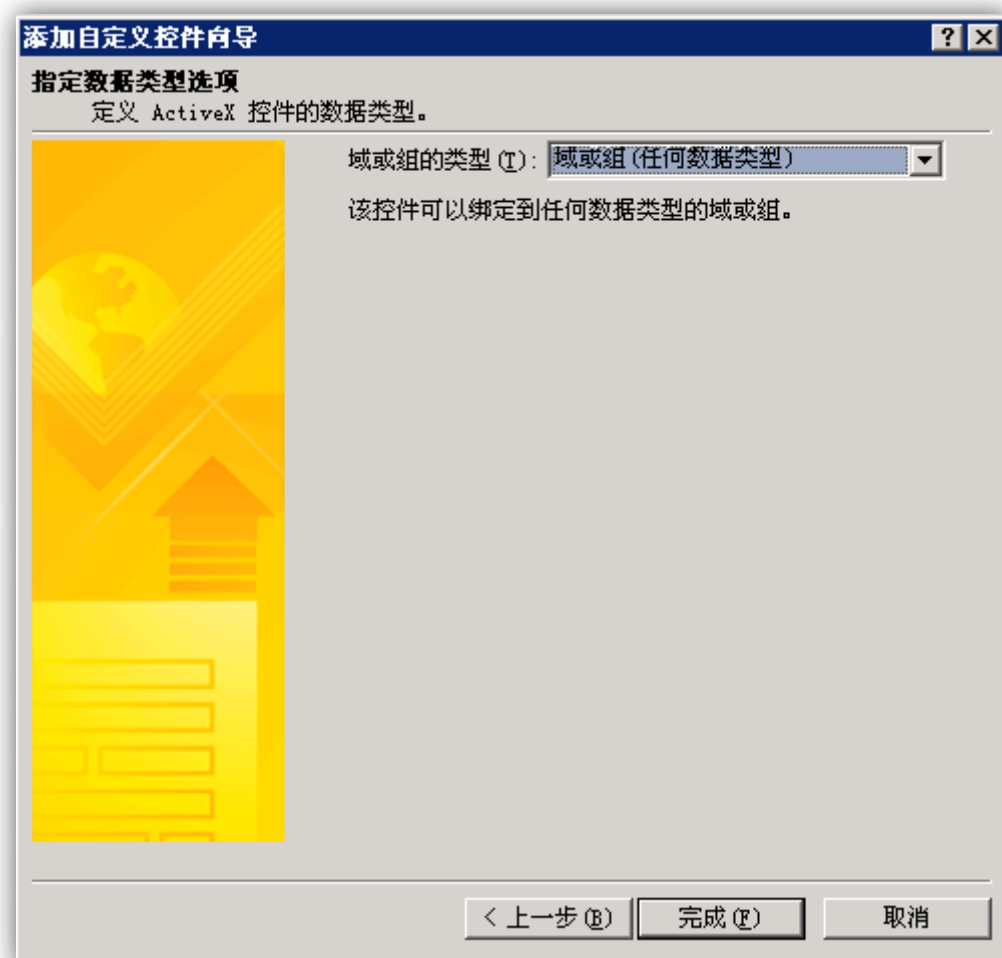 添加自定义控件向导
指定数据类型选项
定义 ActiveX 控件的数据类型。
域或组的类型(T): 域或组(任何数据类型)
该控件可以绑定到任何数据类型的域或组。
< 上一步(B) 完成(F) 取消